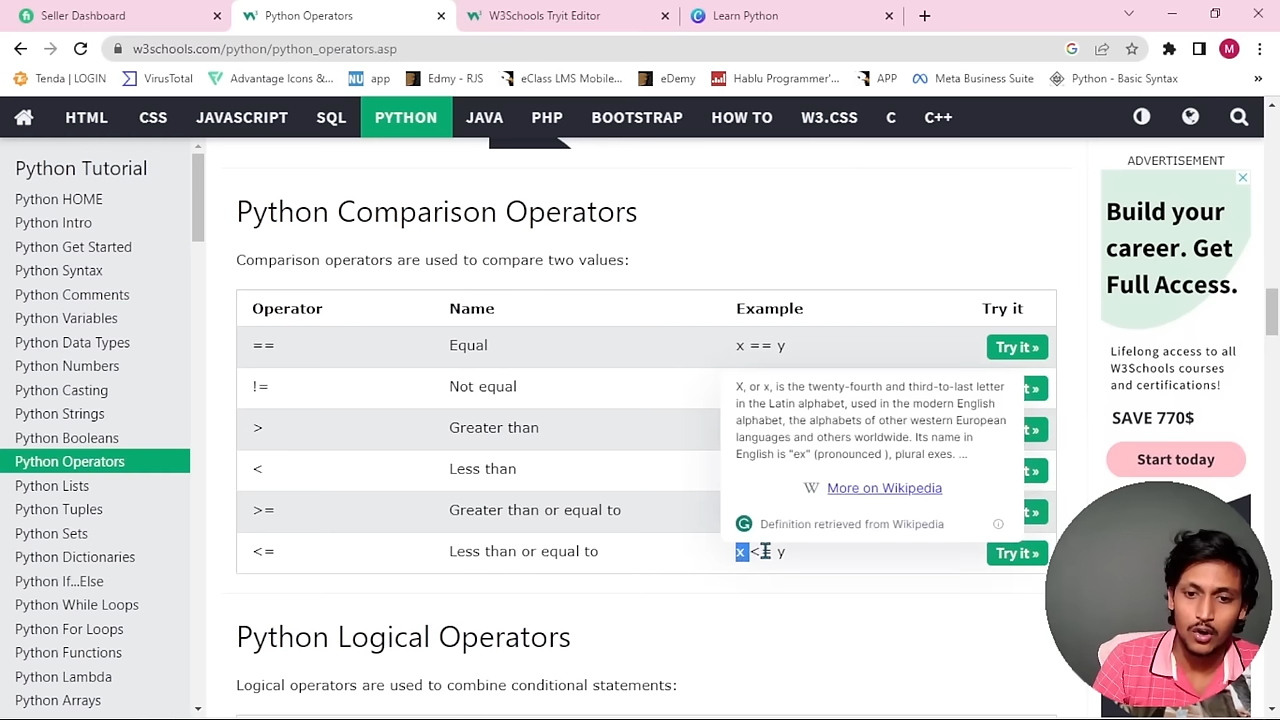 Seller Dashboard
Python Operators
W3Schools Tryit Editor
Learn Python
w3schools.com/python/python_operators.asp
M
Tenda | LOGIN
VirusTotal
Advantage Icons &...
NU app
Edmy - RJS
eClass LMS Mobile...
eDemy
Hablu Programmer'...
APP
Meta Business Suite
Python - Basic Syntax
»
HTML
CSS
JAVASCRIPT
SQL
PYTHON
JAVA
PHP
BOOTSTRAP
HOW TO
W3.CSS
C
C++
Python Tutorial
Python HOME
Python Intro
Python Get Started
Python Syntax
Python Comments
Python Variables
Python Data Types
Python Numbers
Python Casting
Python Strings
Python Booleans
Python Operators
Python Lists
Python Tuples
Python Sets
Python Dictionaries
Python If...Else
Python While Loops
Python For Loops
Python Functions
Python Lambda
Python Arrays
Python Comparison Operators
Comparison operators are used to compare two values:
Operator Name Example Try it
== Equal x == y Try it »
!= Not equal t »
> Greater than t »
< Less than t »
>= Greater than or equal to t »
<= Less than or equal to x < y Try it »
X, or x, is the twenty-fourth and third-to-last letter
in the Latin alphabet, used in the modern English
alphabet, the alphabets of other western European
languages and others worldwide. Its name in
English is "ex" (pronounced ), plural exes. ...
W More on Wikipedia
Definition retrieved from Wikipedia
Python Logical Operators
Logical operators are used to combine conditional statements:
ADVERTISEMENT
Build your
career. Get
Full Access.
Lifelong access to all
W3Schools courses
and certifications!
SAVE 770$
Start today